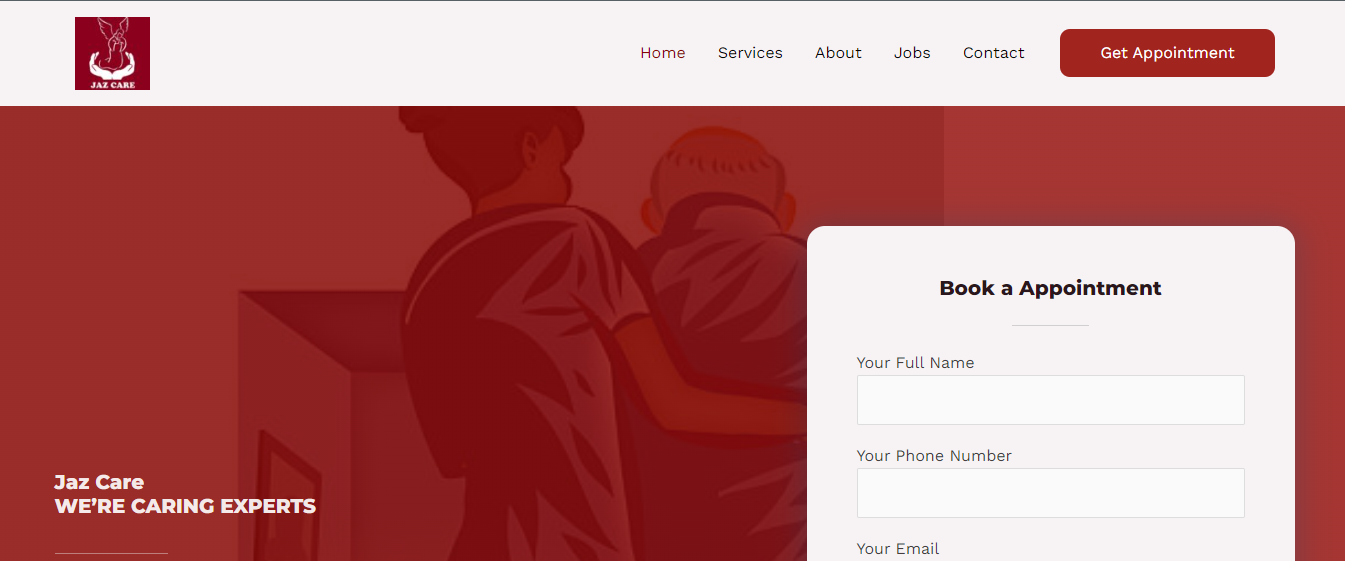 JAZ CARE
Home Services About Jobs Contact Get Appointment
Jaz Care
WE’RE CARING EXPERTS
Book a Appointment
Your Full Name
Your Phone Number
Your Email